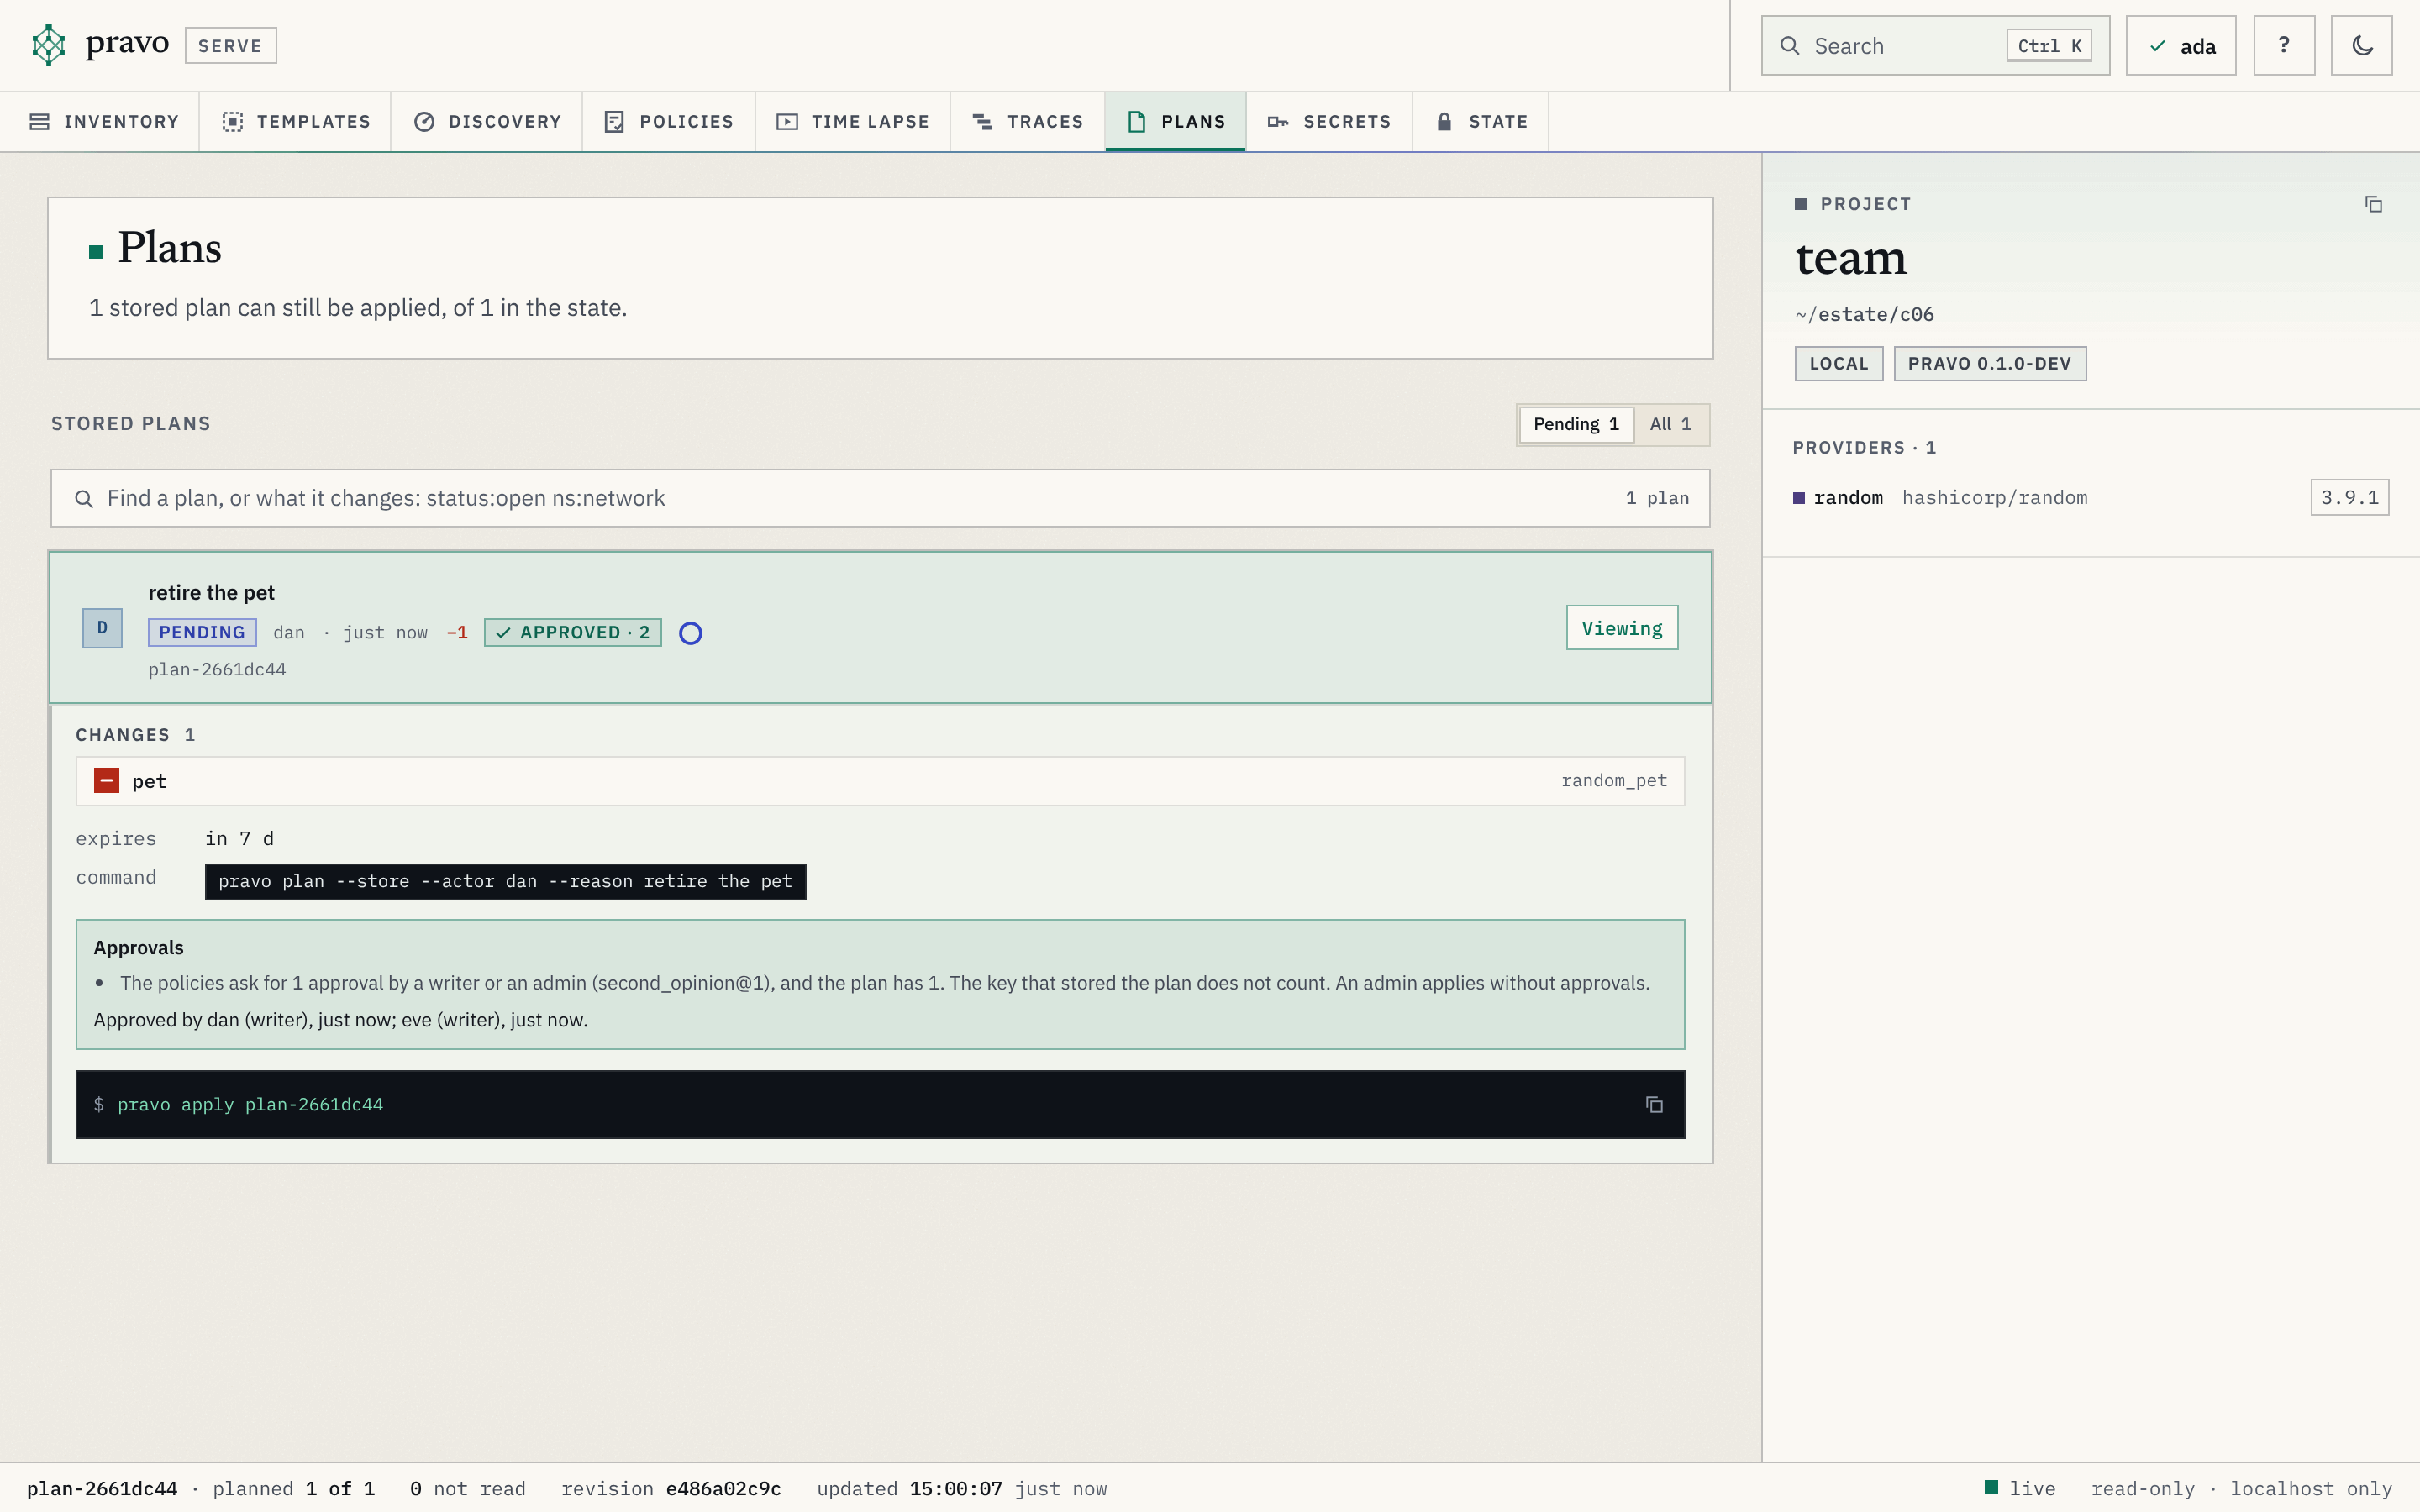 pravo SERVE
Search Ctrl K
ada
?
INVENTORY TEMPLATES DISCOVERY POLICIES TIME LAPSE TRACES PLANS SECRETS STATE
Plans
1 stored plan can still be applied, of 1 in the state.
STORED PLANS
Pending 1 All 1
Find a plan, or what it changes: status:open ns:network 1 plan
D
retire the pet
PENDING dan · just now −1 APPROVED · 2
plan-2661dc44
Viewing
CHANGES 1
pet random_pet
expires in 7 d
command pravo plan --store --actor dan --reason retire the pet
Approvals
• The policies ask for 1 approval by a writer or an admin (second_opinion@1), and the plan has 1. The key that stored the plan does not count. An admin applies without approvals.
Approved by dan (writer), just now; eve (writer), just now.
$ pravo apply plan-2661dc44
PROJECT
team
~/estate/c06
LOCAL PRAVO 0.1.0-DEV
PROVIDERS · 1
random hashicorp/random 3.9.1
plan-2661dc44 · planned 1 of 1 0 not read revision e486a02c9c updated 15:00:07 just now
live read-only · localhost only